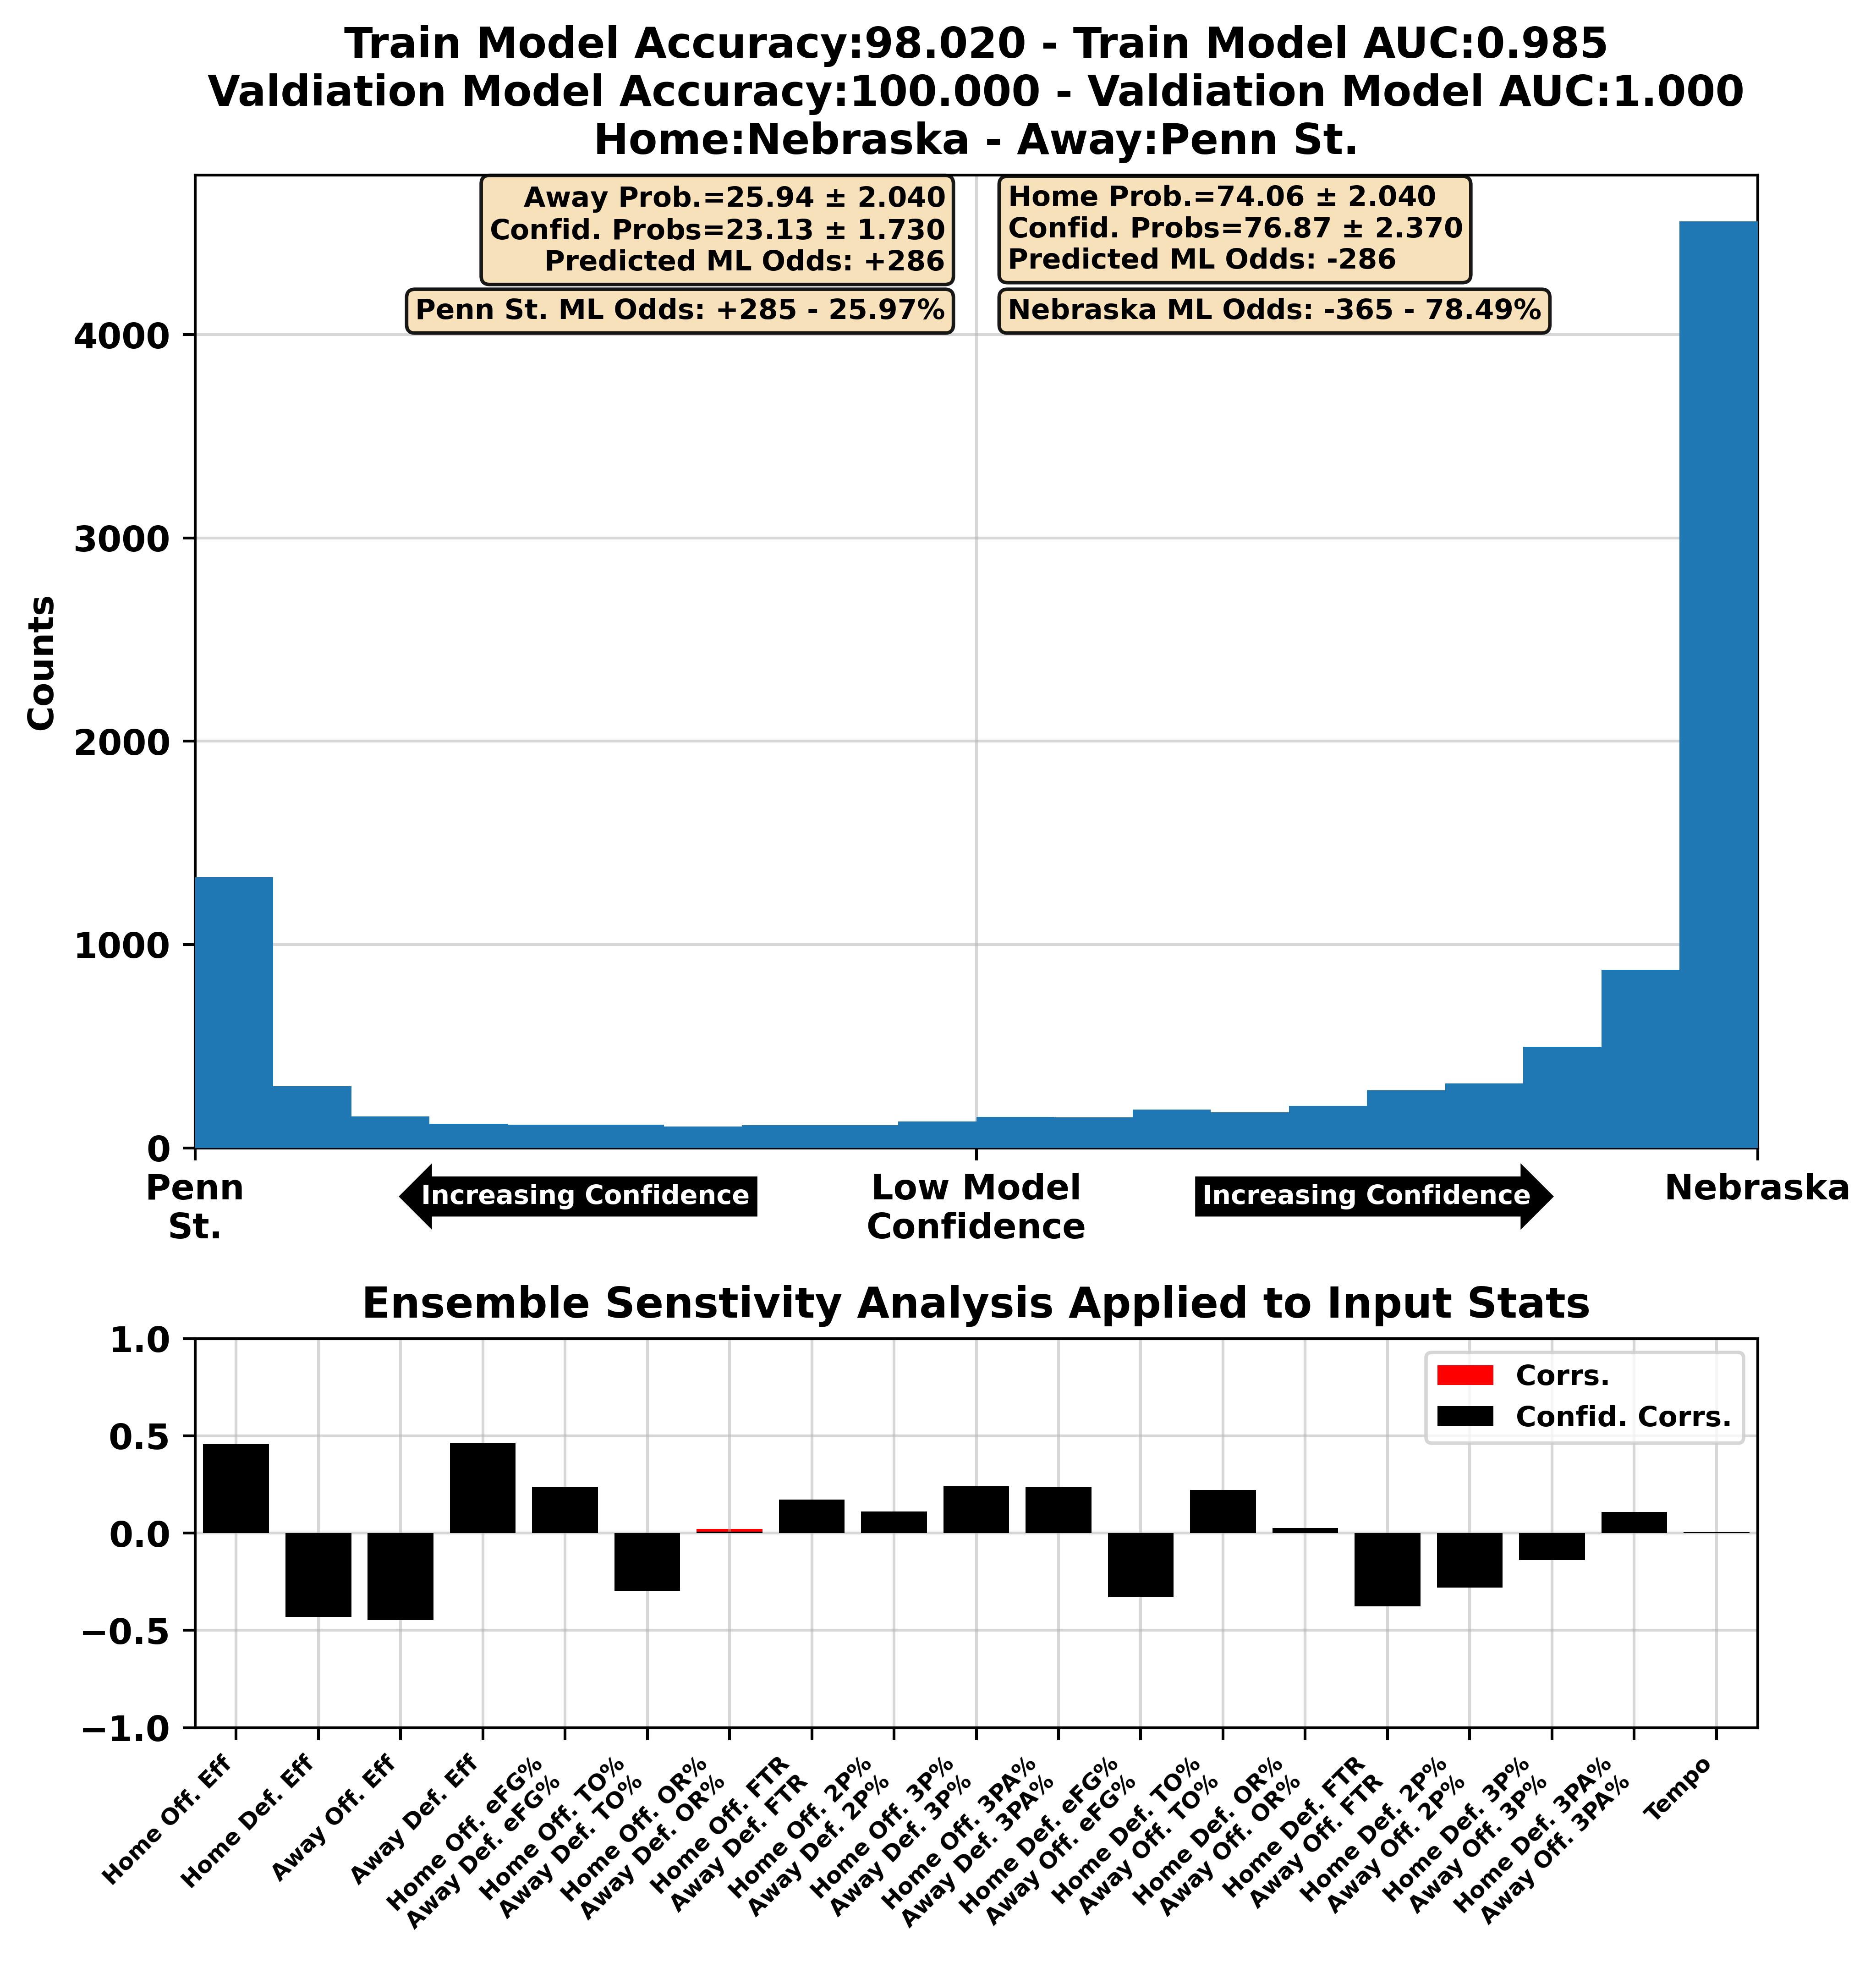 Train Model Accuracy:98.020 - Train Model AUC:0.985
Valdiation Model Accuracy:100.000 - Valdiation Model AUC:1.000
Home:Nebraska - Away:Penn St.
Away Prob.=25.94 ± 2.040
Confid. Probs=23.13 ± 1.730
Predicted ML Odds: +286
Penn St. ML Odds: +285 - 25.97%
Home Prob.=74.06 ± 2.040
Confid. Probs=76.87 ± 2.370
Predicted ML Odds: -286
Nebraska ML Odds: -365 - 78.49%
Counts
4000
3000
2000
1000
0
Penn
St.
Increasing Confidence
Low Model
Confidence
Increasing Confidence
Nebraska
Ensemble Senstivity Analysis Applied to Input Stats
1.0
0.5
0.0
−0.5
−1.0
Corrs.
Confid. Corrs.
Home Off. Eff
Home Def. Eff
Away Off. Eff
Away Def. Eff
Home Off. eFG%
Away Def. eFG%
Home Off. TO%
Away Def. TO%
Home Off. OR%
Away Def. OR%
Home Off. FTR
Away Def. FTR
Home Off. 2P%
Away Def. 2P%
Home Off. 3P%
Away Def. 3P%
Home Off. 3PA%
Away Def. 3PA%
Home Def. eFG%
Away Off. eFG%
Home Def. TO%
Away Off. TO%
Home Def. OR%
Away Off. OR%
Home Def. FTR
Away Off. FTR
Home Def. 2P%
Away Off. 2P%
Home Def. 3P%
Away Off. 3P%
Home Def. 3PA%
Away Off. 3PA%
Tempo